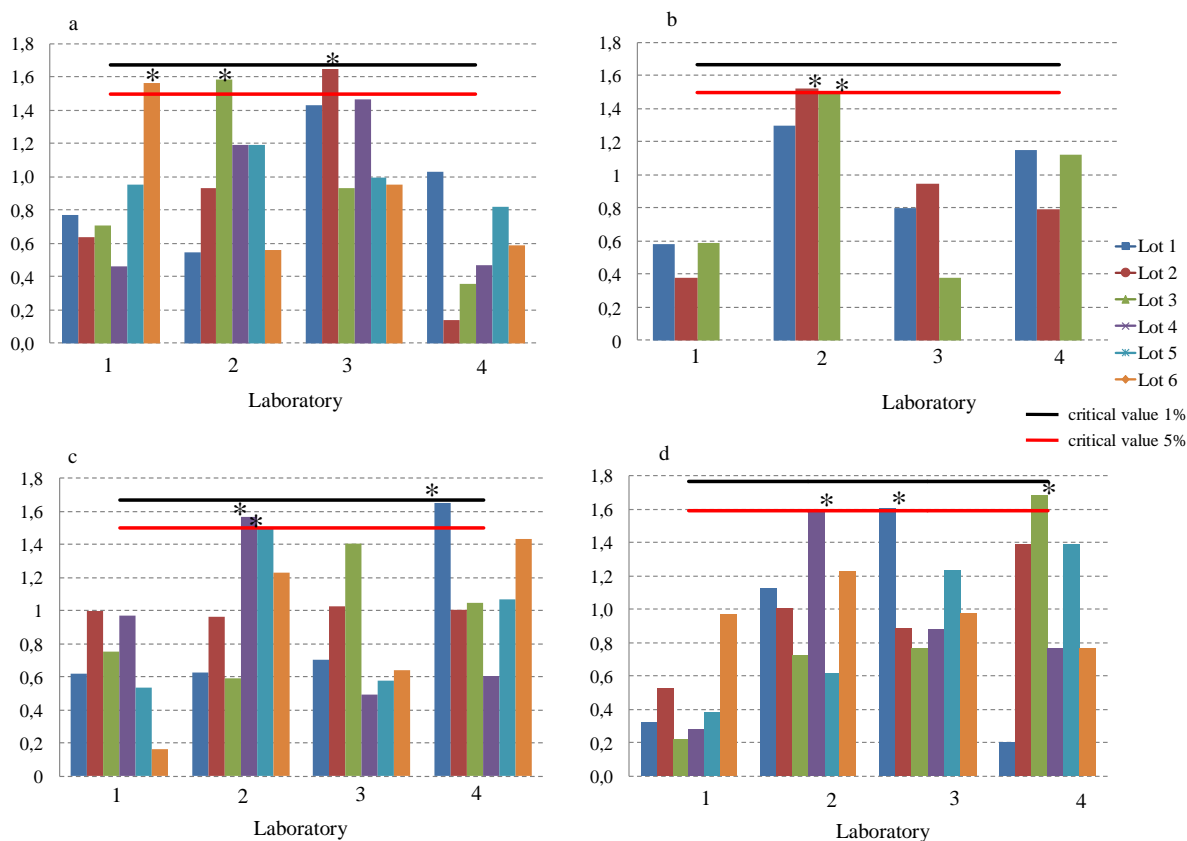 a
1,8
1,6
1,4
1,2
1,0
0,8
0,6
0,4
0,2
0,0
* * *
1 2 3 4
Laboratory
b
1,8
1,6
1,4
1,2
1
0,8
0,6
0,4
0,2
0
* *
1 2 3 4
Laboratory
Lot 1
Lot 2
Lot 3
Lot 4
Lot 5
Lot 6
critical value 1%
critical value 5%
c
1,8
1,6
1,4
1,2
1
0,8
0,6
0,4
0,2
0
* * *
1 2 3 4
Laboratory
d
1,8
1,6
1,4
1,2
1,0
0,8
0,6
0,4
0,2
0,0
* * *
1 2 3 4
Laboratory